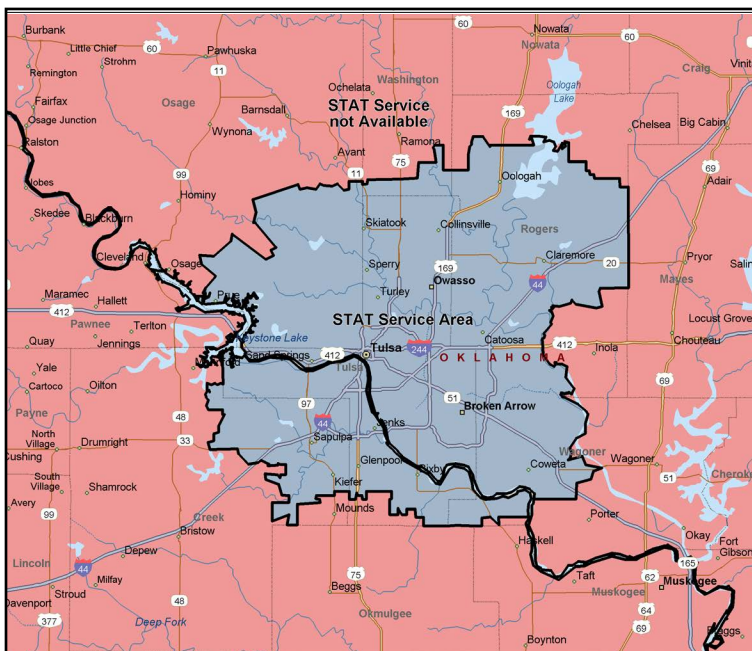 Burbank
Little Chief
60
Pawhuska
Strohm
Remington
11
Osage
Fairfax
Osage Junction
Ralston
Wynona
Barnsdall
Ochelata
Washington
STAT Service
not Available
Ramona
Avant
75
11
Nowata
Nowata
60
60
Craig
Oologah
Lake
169
Chelsea
Big Cabin
69
Adair
99
Hominy
Skedee
Blackburn
Cleveland
Osage
Oologah
Skiatook
Collinsville
Rogers
Sperry
169
Claremore
20
Pryor
44
Mayes
Owasso
Turley
Prue
Maramec
Hallett
412
Pawnee
Terlton
Jennings
Quay
Yale
Cartoco
Oilton
Payne
Keystone Lake
STAT Service Area
Sand Springs
412
Tulsa
Tulsa
244
Catoosa
OKLAHOMA
412
Inola
Locust Grove
Chouteau
69
51
Broken Arrow
97
44
Sapulpa
Jenks
Glenpool
Bixby
Kiefer
Mounds
Coweta
Wagoner
Wagoner
51
48
33
North
Village
Drumright
Cushing
South
Village
Shamrock
Avery
99
Creek
Bristow
Lincoln
44
Depew
Milfay
Stroud
Davenport
377
48
Deep Fork
Beggs
75
Okmulgee
Haskell
Porter
Taft
Okay
Fort
Gibson
165
62
Muskogee
Muskogee
64
69
Boynton
Braggs